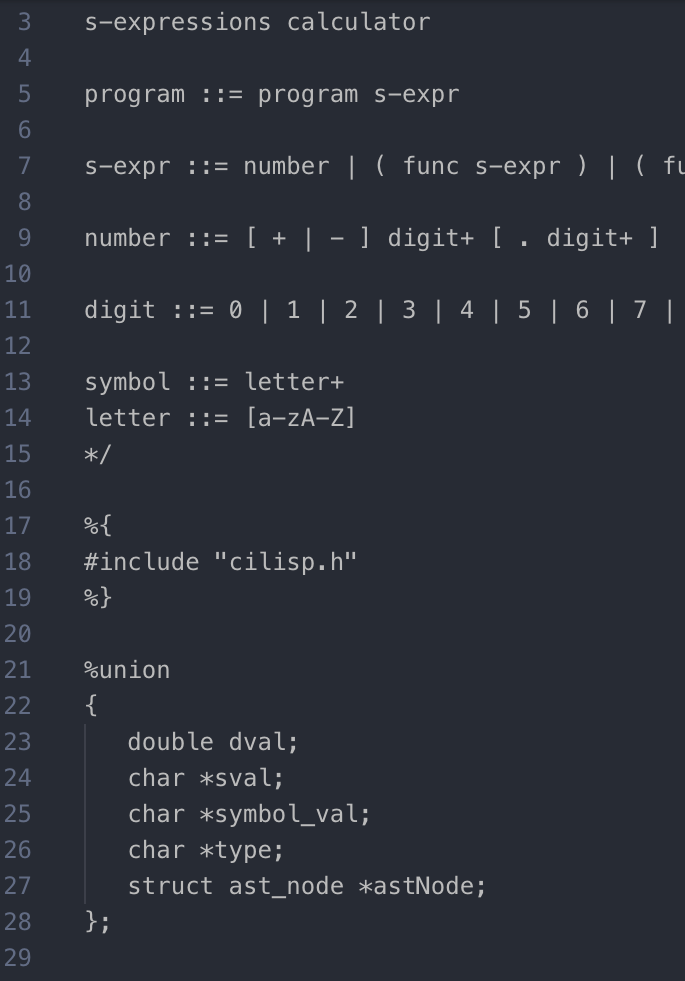 3 s-expressions calculator
4
5 program ::= program s-expr
6
7 s-expr ::= number | ( func s-expr ) | ( fu
8
9 number ::= [ + | - ] digit+ [ . digit+ ]
10
11 digit ::= 0 | 1 | 2 | 3 | 4 | 5 | 6 | 7 |
12
13 symbol ::= letter+
14 letter ::= [a-zA-Z]
15 */
16
17 %{
18 #include "cilisp.h"
19 %}
20
21 %union
22 {
23 double dval;
24 char *sval;
25 char *symbol_val;
26 char *type;
27 struct ast_node *astNode;
28 };
29